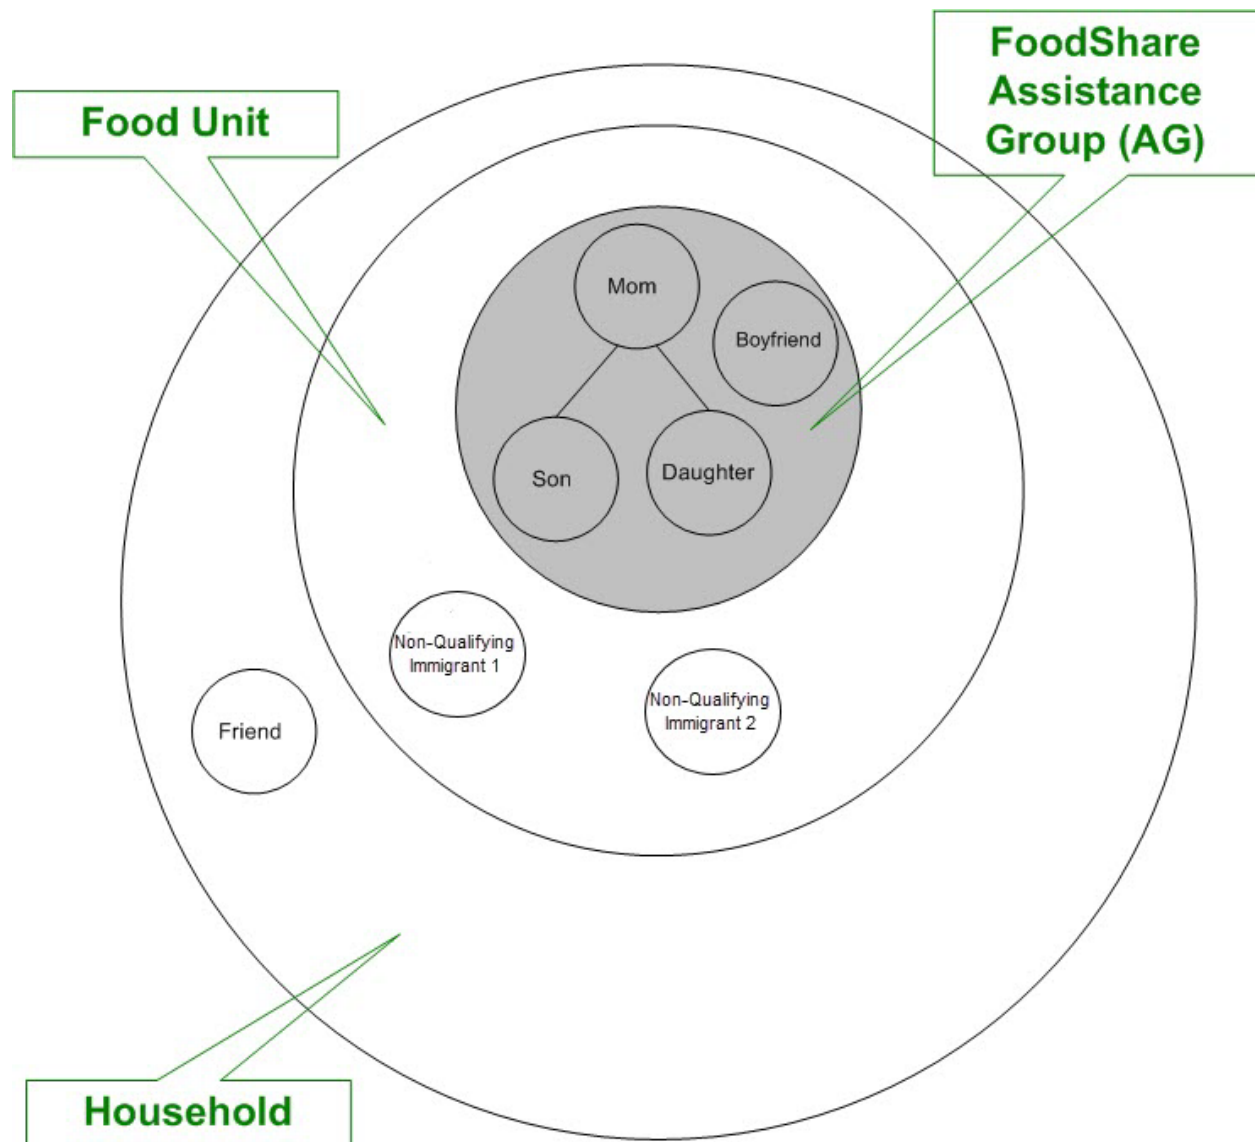 FoodShare
Assistance
Group (AG)
Food Unit
Mom
Boyfriend
Son
Daughter
Non-Qualifying
Immigrant 1
Non-Qualifying
Immigrant 2
Friend
Household